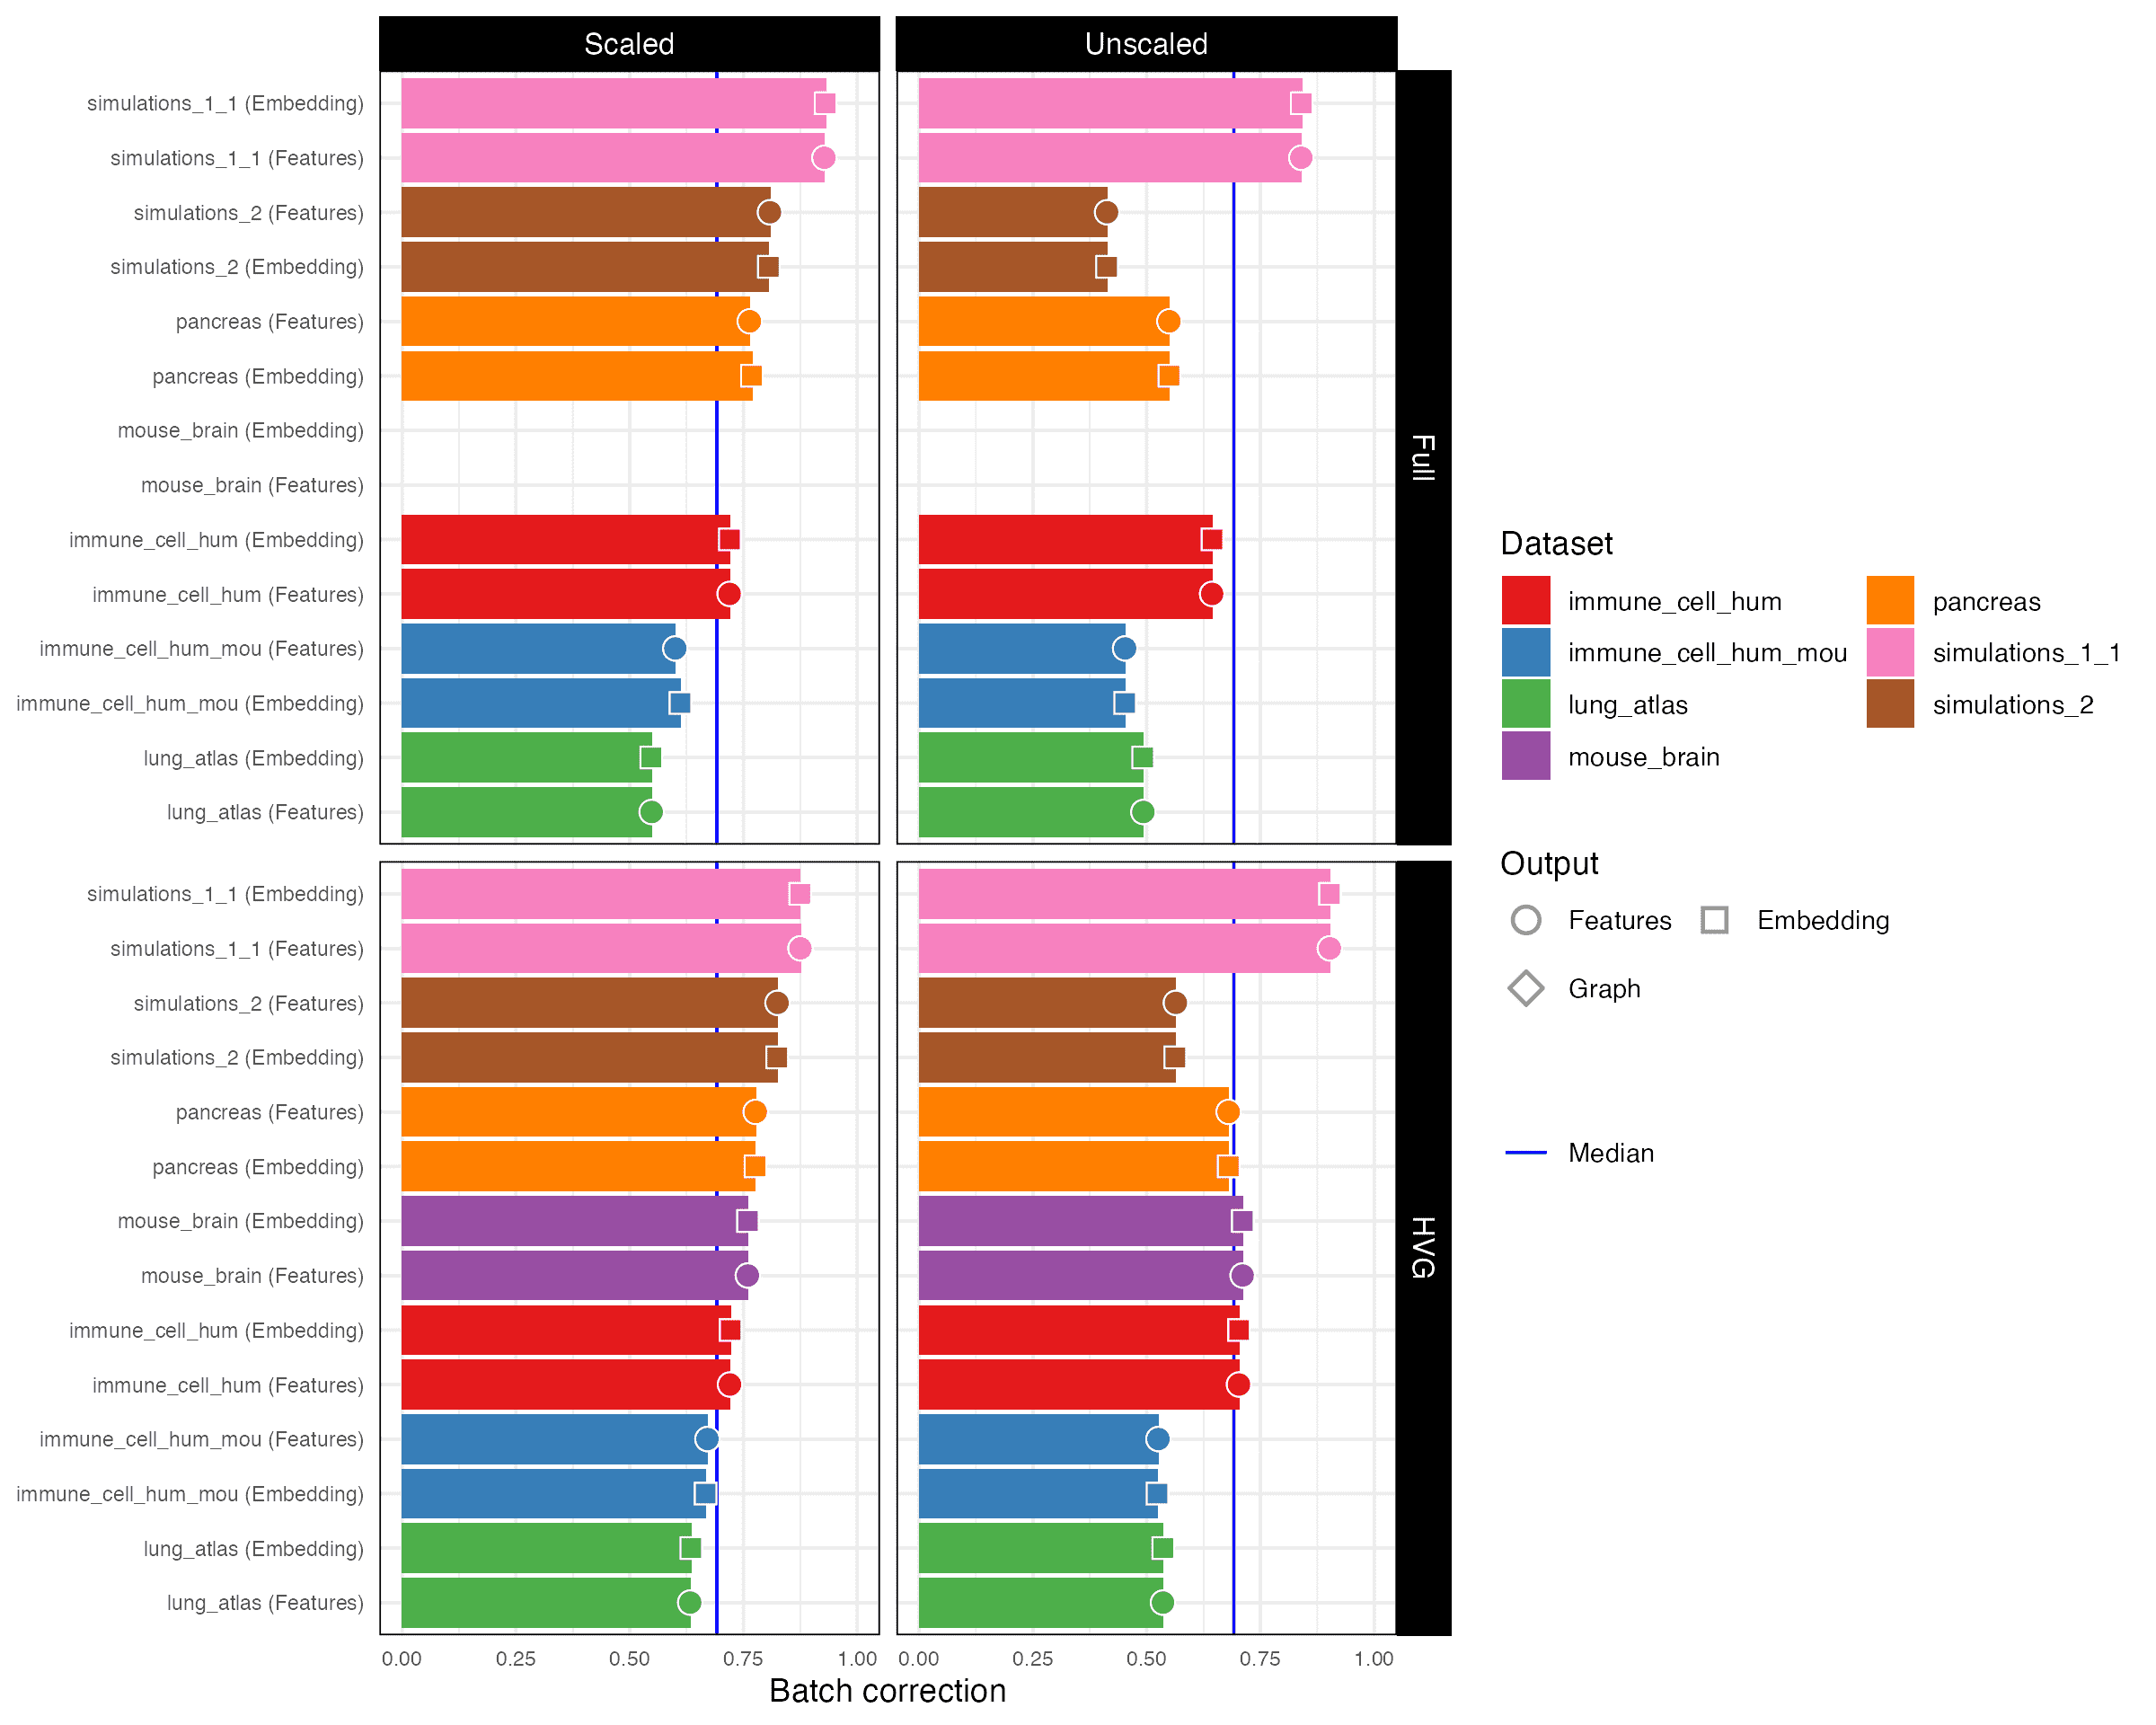 Scaled
Unscaled
simulations_1_1 (Embedding)
simulations_1_1 (Features)
simulations_2 (Features)
simulations_2 (Embedding)
pancreas (Features)
pancreas (Embedding)
mouse_brain (Embedding)
mouse_brain (Features)
immune_cell_hum (Embedding)
immune_cell_hum (Features)
immune_cell_hum_mou (Features)
immune_cell_hum_mou (Embedding)
lung_atlas (Embedding)
lung_atlas (Features)
Full
simulations_1_1 (Embedding)
simulations_1_1 (Features)
simulations_2 (Features)
simulations_2 (Embedding)
pancreas (Features)
pancreas (Embedding)
mouse_brain (Embedding)
mouse_brain (Features)
immune_cell_hum (Embedding)
immune_cell_hum (Features)
immune_cell_hum_mou (Features)
immune_cell_hum_mou (Embedding)
lung_atlas (Embedding)
lung_atlas (Features)
HVG
0.00 0.25 0.50 0.75 1.00
0.00 0.25 0.50 0.75 1.00
Batch correction
Dataset
immune_cell_hum
immune_cell_hum_mou
lung_atlas
mouse_brain
pancreas
simulations_1_1
simulations_2
Output
Features
Embedding
Graph
Median